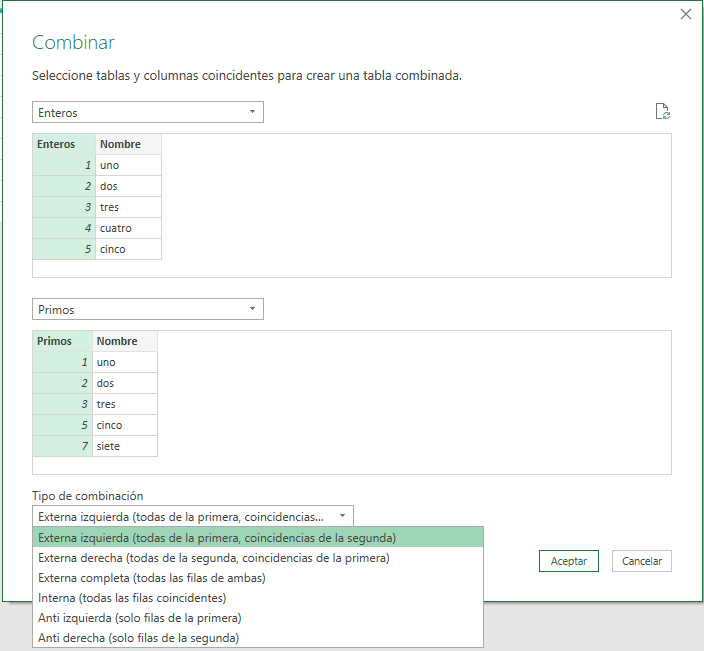 Combinar
Seleccione tablas y columnas coincidentes para crear una tabla combinada.
Enteros
Enteros Nombre
1 uno
2 dos
3 tres
4 cuatro
5 cinco
Primos
Primos Nombre
1 uno
2 dos
3 tres
5 cinco
7 siete
Tipo de combinación
Externa izquierda (todas de la primera, coincidencias...
Externa izquierda (todas de la primera, coincidencias de la segunda)
Externa derecha (todas de la segunda, coincidencias de la primera)
Externa completa (todas las filas de ambas)
Interna (todas las filas coincidentes)
Anti izquierda (solo filas de la primera)
Anti derecha (solo filas de la segunda)
Aceptar Cancelar